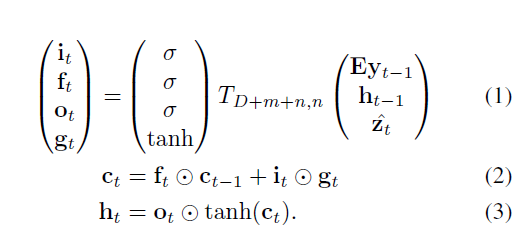 i_t
f_t
o_t
g_t
=
σ
σ
σ
tanh
T_{D+m+n,n}
Ey_{t−1}
h_{t−1}
ẑ_t
(1)
c_t = f_t ⊙ c_{t−1} + i_t ⊙ g_t (2)
h_t = o_t ⊙ tanh(c_t). (3)